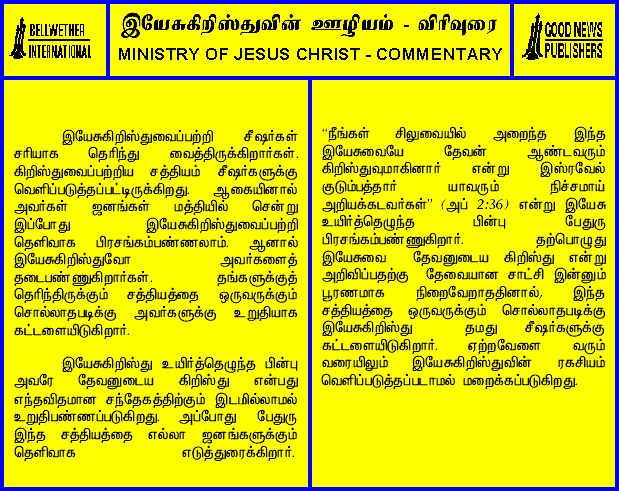 BELLWETHER
INTERNATIONAL
இயேசுகிறிஸ்துவின் ஊழியம் - விரிவுரை
MINISTRY OF JESUS CHRIST - COMMENTARY
GOOD NEWS
PUBLISHERS
இயேசுகிறிஸ்துவைப்பற்றி சீஷர்கள்
சரியாக தெரிந்து வைத்திருக்கிறார்கள்.
கிறிஸ்துவைப்பற்றிய சத்தியம் சீஷர்களுக்கு
வெளிப்படுத்தப்பட்டிருக்கிறது. ஆகையினால்
அவர்கள் ஜனங்கள் மத்தியில் சென்று
இப்போது இயேசுகிறிஸ்துவைப்பற்றி
தெளிவாக பிரசங்கம்பண்ணலாம். ஆனால்
இயேசுகிறிஸ்துவோ அவர்களைத்
தடைபண்ணுகிறார்கள். தங்களுக்குத்
தெரிந்திருக்கும் சத்தியத்தை ஒருவருக்கும்
சொல்லாதபடிக்கு அவர்களுக்கு உறுதியாக
கட்டளையிடுகிறார்.
இயேசுகிறிஸ்து உயிர்த்தெழுந்த பின்பு
அவரே தேவனுடைய கிறிஸ்து என்பது
எந்தவிதமான சந்தேகத்திற்கும் இடமில்லாமல்
உறுதிபண்ணப்படுகிறது. அப்போது பேதுரு
இந்த சத்தியத்தை எல்லா ஜனங்களுக்கும்
தெளிவாக எடுத்துரைக்கிறார்.
“நீங்கள் சிலுவையில் அறைந்த இந்த
இயேசுவையே தேவன் ஆண்டவரும்
கிறிஸ்துவுமாகினார் என்று இஸ்ரவேல்
குடும்பத்தார் யாவரும் நிச்சமாய்
அறியக்கடவர்கள்” (அப் 2:36) என்று இயேசு
உயிர்த்தெழுந்த பின்பு பேதுரு
பிரசங்கம்பண்ணுகிறார். தற்பொழுது
இயேசுவை தேவனுடைய கிறிஸ்து என்று
அறிவிப்பதற்கு தேவையான சாட்சி இன்னும்
பூரணமாக நிறைவேறாததினால், இந்த
சத்தியத்தை ஒருவருக்கும் சொல்லாதபடிக்கு
இயேசுகிறிஸ்து தமது சீஷர்களுக்கு
கட்டளையிடுகிறார். ஏற்றவேளை வரும்
வரையிலும் இயேசுகிறிஸ்துவின் ரகசியம்
வெளிப்படுத்தப்படாமல் மறைக்கப்படுகிறது.